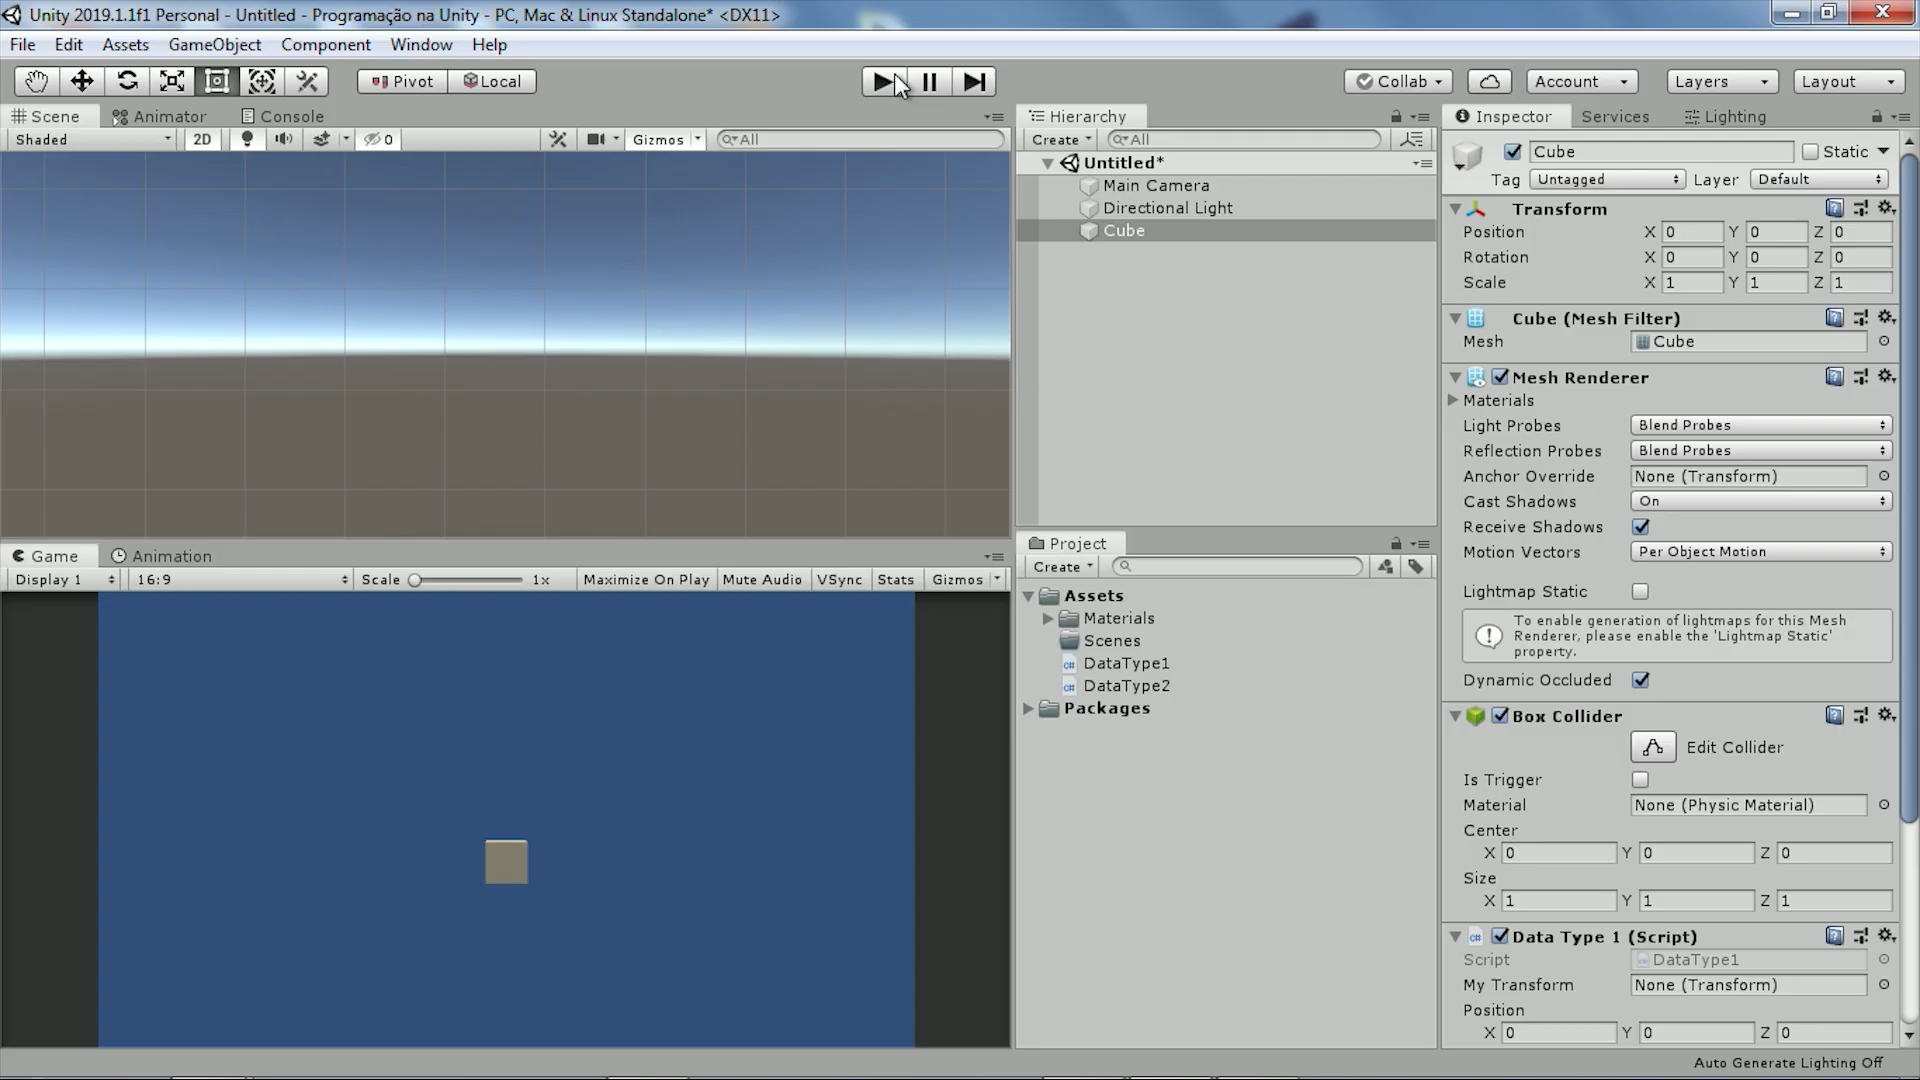 Unity 2019.1.1f1 Personal - Untitled - Programação na Unity - PC, Mac & Linux Standalone* <DX11>
File Edit Assets GameObject Component Window Help
Pivot Local Collab Account Layers Layout
Scene Animator Console
Shaded 2D 0 Gizmos All
Game Animation
Display 1 16:9 Scale 1x Maximize On Play Mute Audio VSync Stats Gizmos
Hierarchy
Create All
Untitled*
Main Camera
Directional Light
Cube
Project
Create
Assets
Materials
Scenes
DataType1
DataType2
Packages
Inspector Services Lighting
Cube Static
Tag Untagged Layer Default
Transform
Position X 0 Y 0 Z 0
Rotation X 0 Y 0 Z 0
Scale X 1 Y 1 Z 1
Cube (Mesh Filter)
Mesh Cube
Mesh Renderer
Materials
Light Probes Blend Probes
Reflection Probes Blend Probes
Anchor Override None (Transform)
Cast Shadows On
Receive Shadows
Motion Vectors Per Object Motion
Lightmap Static
To enable generation of lightmaps for this Mesh
Renderer, please enable the 'Lightmap Static'
property.
Dynamic Occluded
Box Collider
Edit Collider
Is Trigger
Material None (Physic Material)
Center
X 0 Y 0 Z 0
Size
X 1 Y 1 Z 1
Data Type 1 (Script)
Script DataType1
My Transform None (Transform)
Position
X 0 Y 0 Z 0
Auto Generate Lighting Off